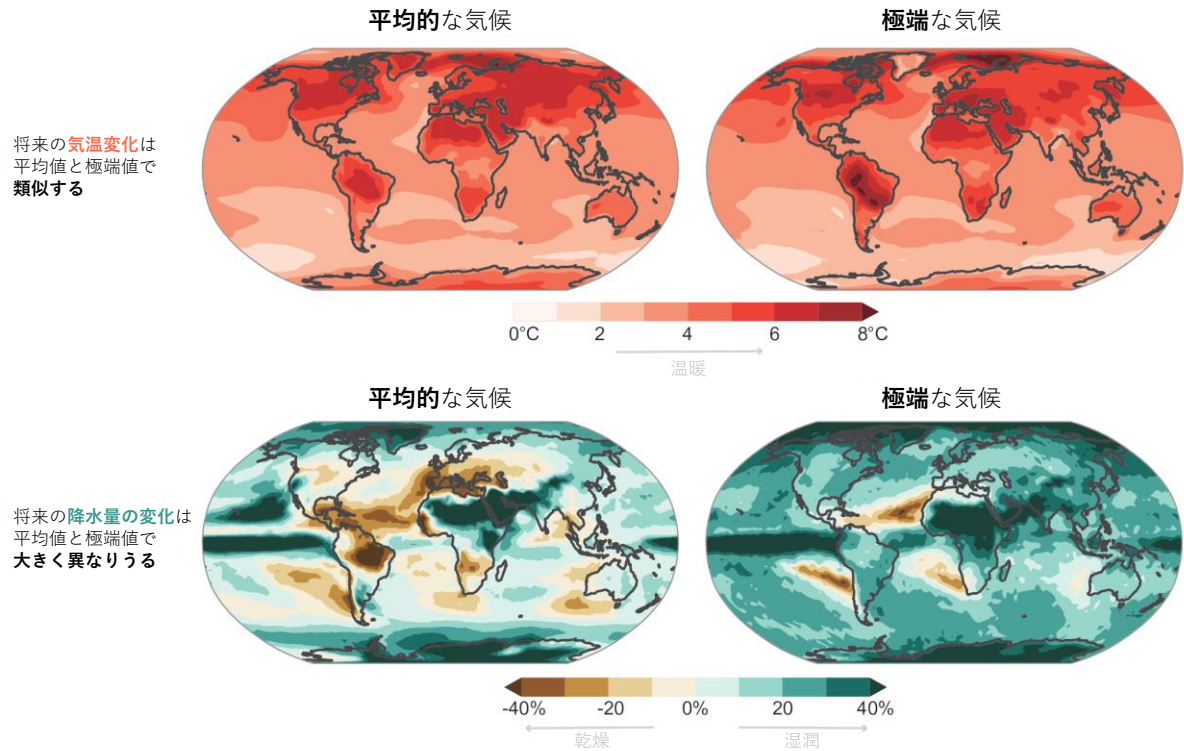 平均的な気候
極端な気候
将来の気温変化は
平均値と極端値で
類似する
0°C 2 4 6 8°C
温暖
平均的な気候
極端な気候
将来の降水量の変化は
平均値と極端値で
大きく異なりうる
-40% -20 0% 20 40%
乾燥
湿潤